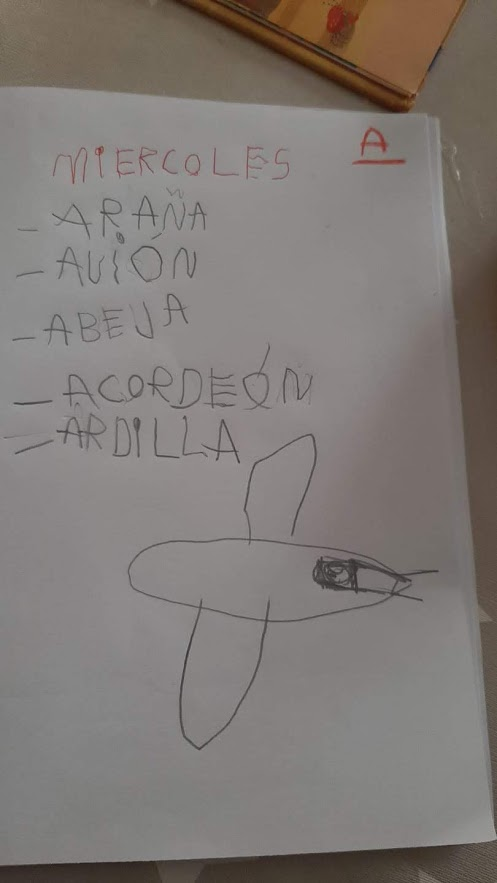 A
MIERCOLES
- ARAÑA
- AVIÓN
- ABEJA
- ACORDEÓN
- ARDILLA